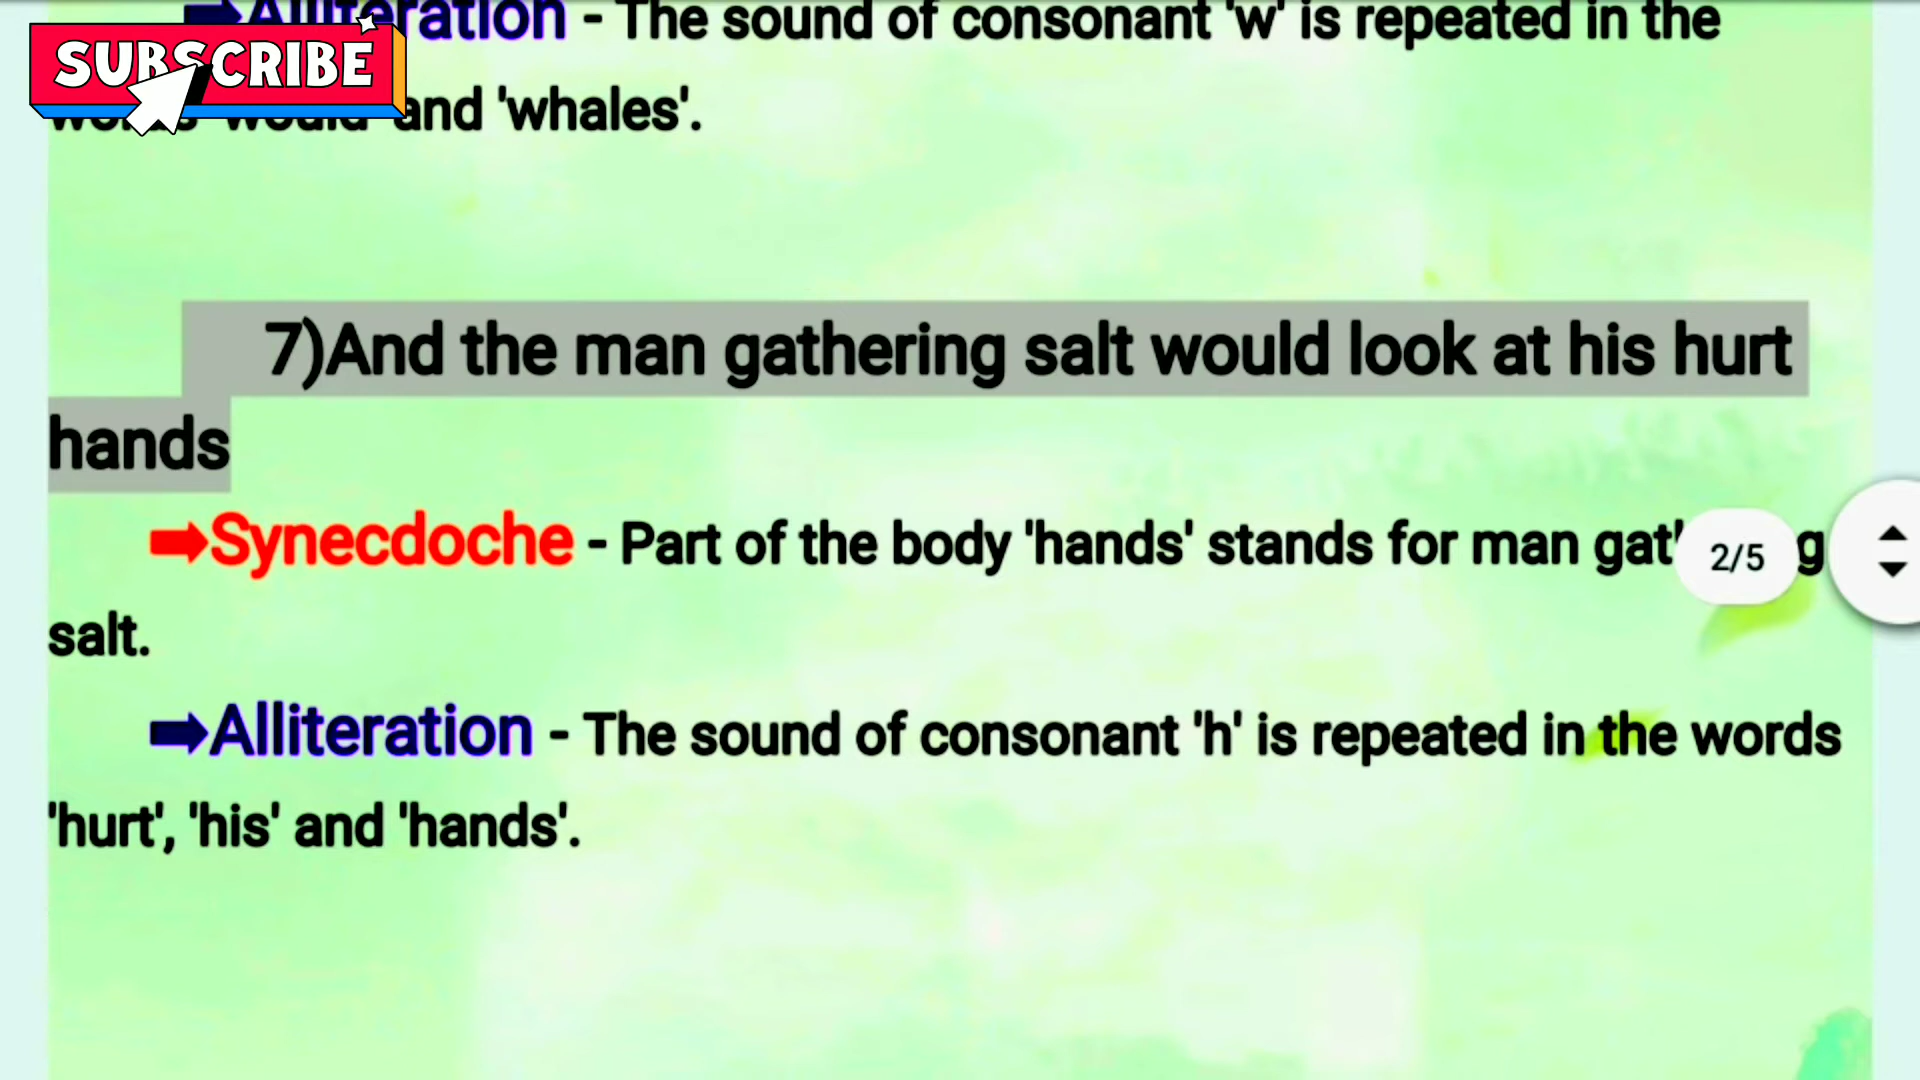 ➡Alliteration - The sound of consonant 'w' is repeated in the
SUBSCRIBE
words 'would' and 'whales'.
7)And the man gathering salt would look at his hurt
hands
➡Synecdoche - Part of the body 'hands' stands for man
2/5
salt.
➡Alliteration - The sound of consonant 'h' is repeated in the words
'hurt', 'his' and 'hands'.